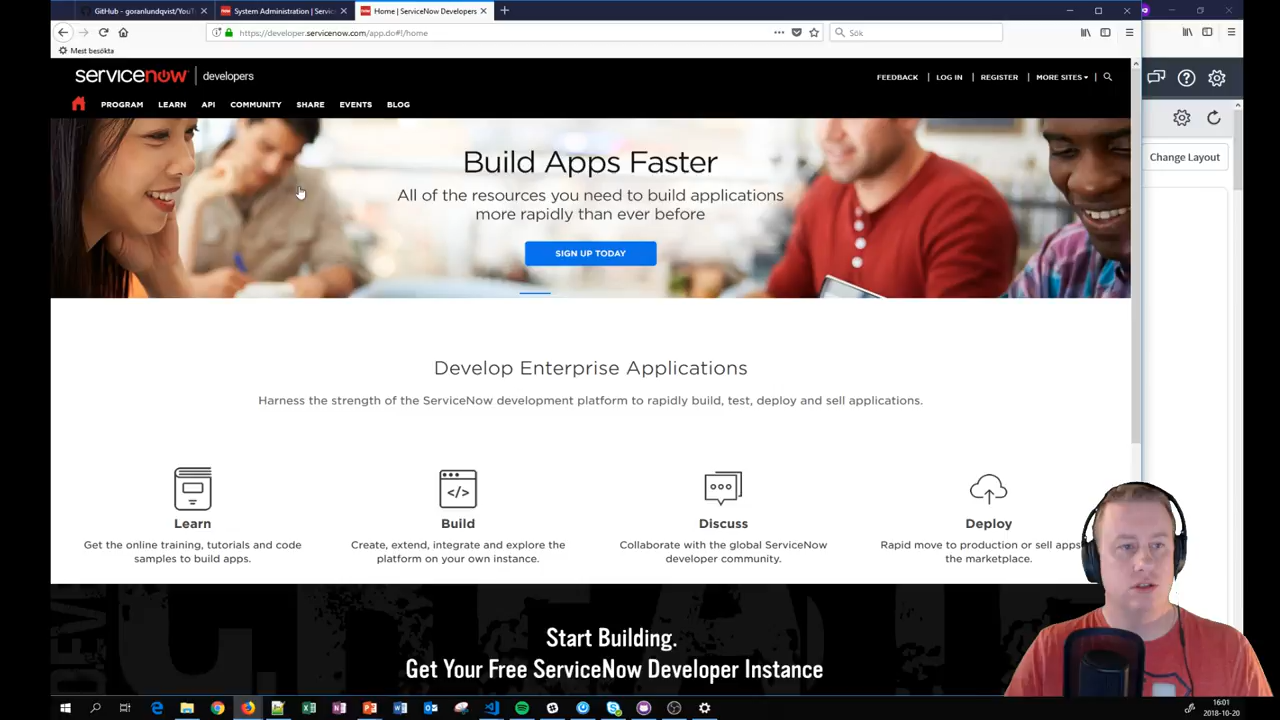 GitHub - goranlundqvist/YouT
System Administration | Servic
Home | ServiceNow Developers
https://developer.servicenow.com/app.do#!/home
Sök
Mest besökta
servicenow | developers
FEEDBACK | LOG IN | REGISTER | MORE SITES
PROGRAM LEARN API COMMUNITY SHARE EVENTS BLOG
Change Layout
Build Apps Faster
All of the resources you need to build applications
more rapidly than ever before
SIGN UP TODAY
Develop Enterprise Applications
Harness the strength of the ServiceNow development platform to rapidly build, test, deploy and sell applications.
Learn
Get the online training, tutorials and code
samples to build apps.
Build
Create, extend, integrate and explore the
platform on your own instance.
Discuss
Collaborate with the global ServiceNow
developer community.
Deploy
Rapid move to production or sell apps
the marketplace.
Start Building.
Get Your Free ServiceNow Developer Instance
16:01
2018-10-20